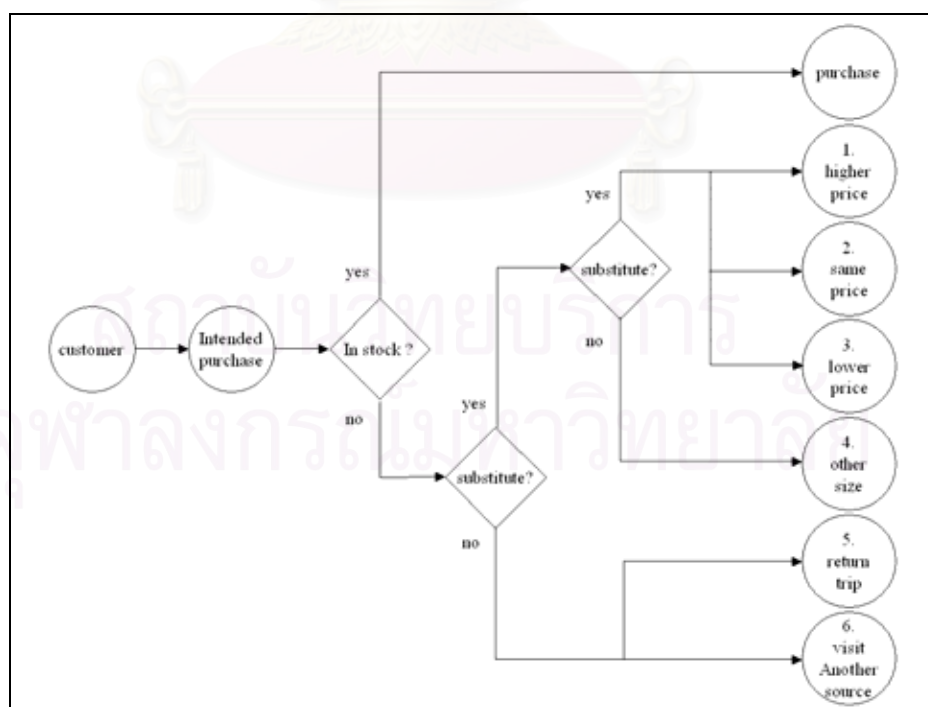 purchase
1.
higher
price
yes
substitute?
2.
same
price
yes
สถาบันวิทยบริการ
customer
Intended
purchase
In stock ?
no
3.
lower
price
yes
no
จุฬาลงกรณ์มหาวิทยาลัย
4.
other
size
substitute?
no
5.
return
trip
6.
visit
Another
source